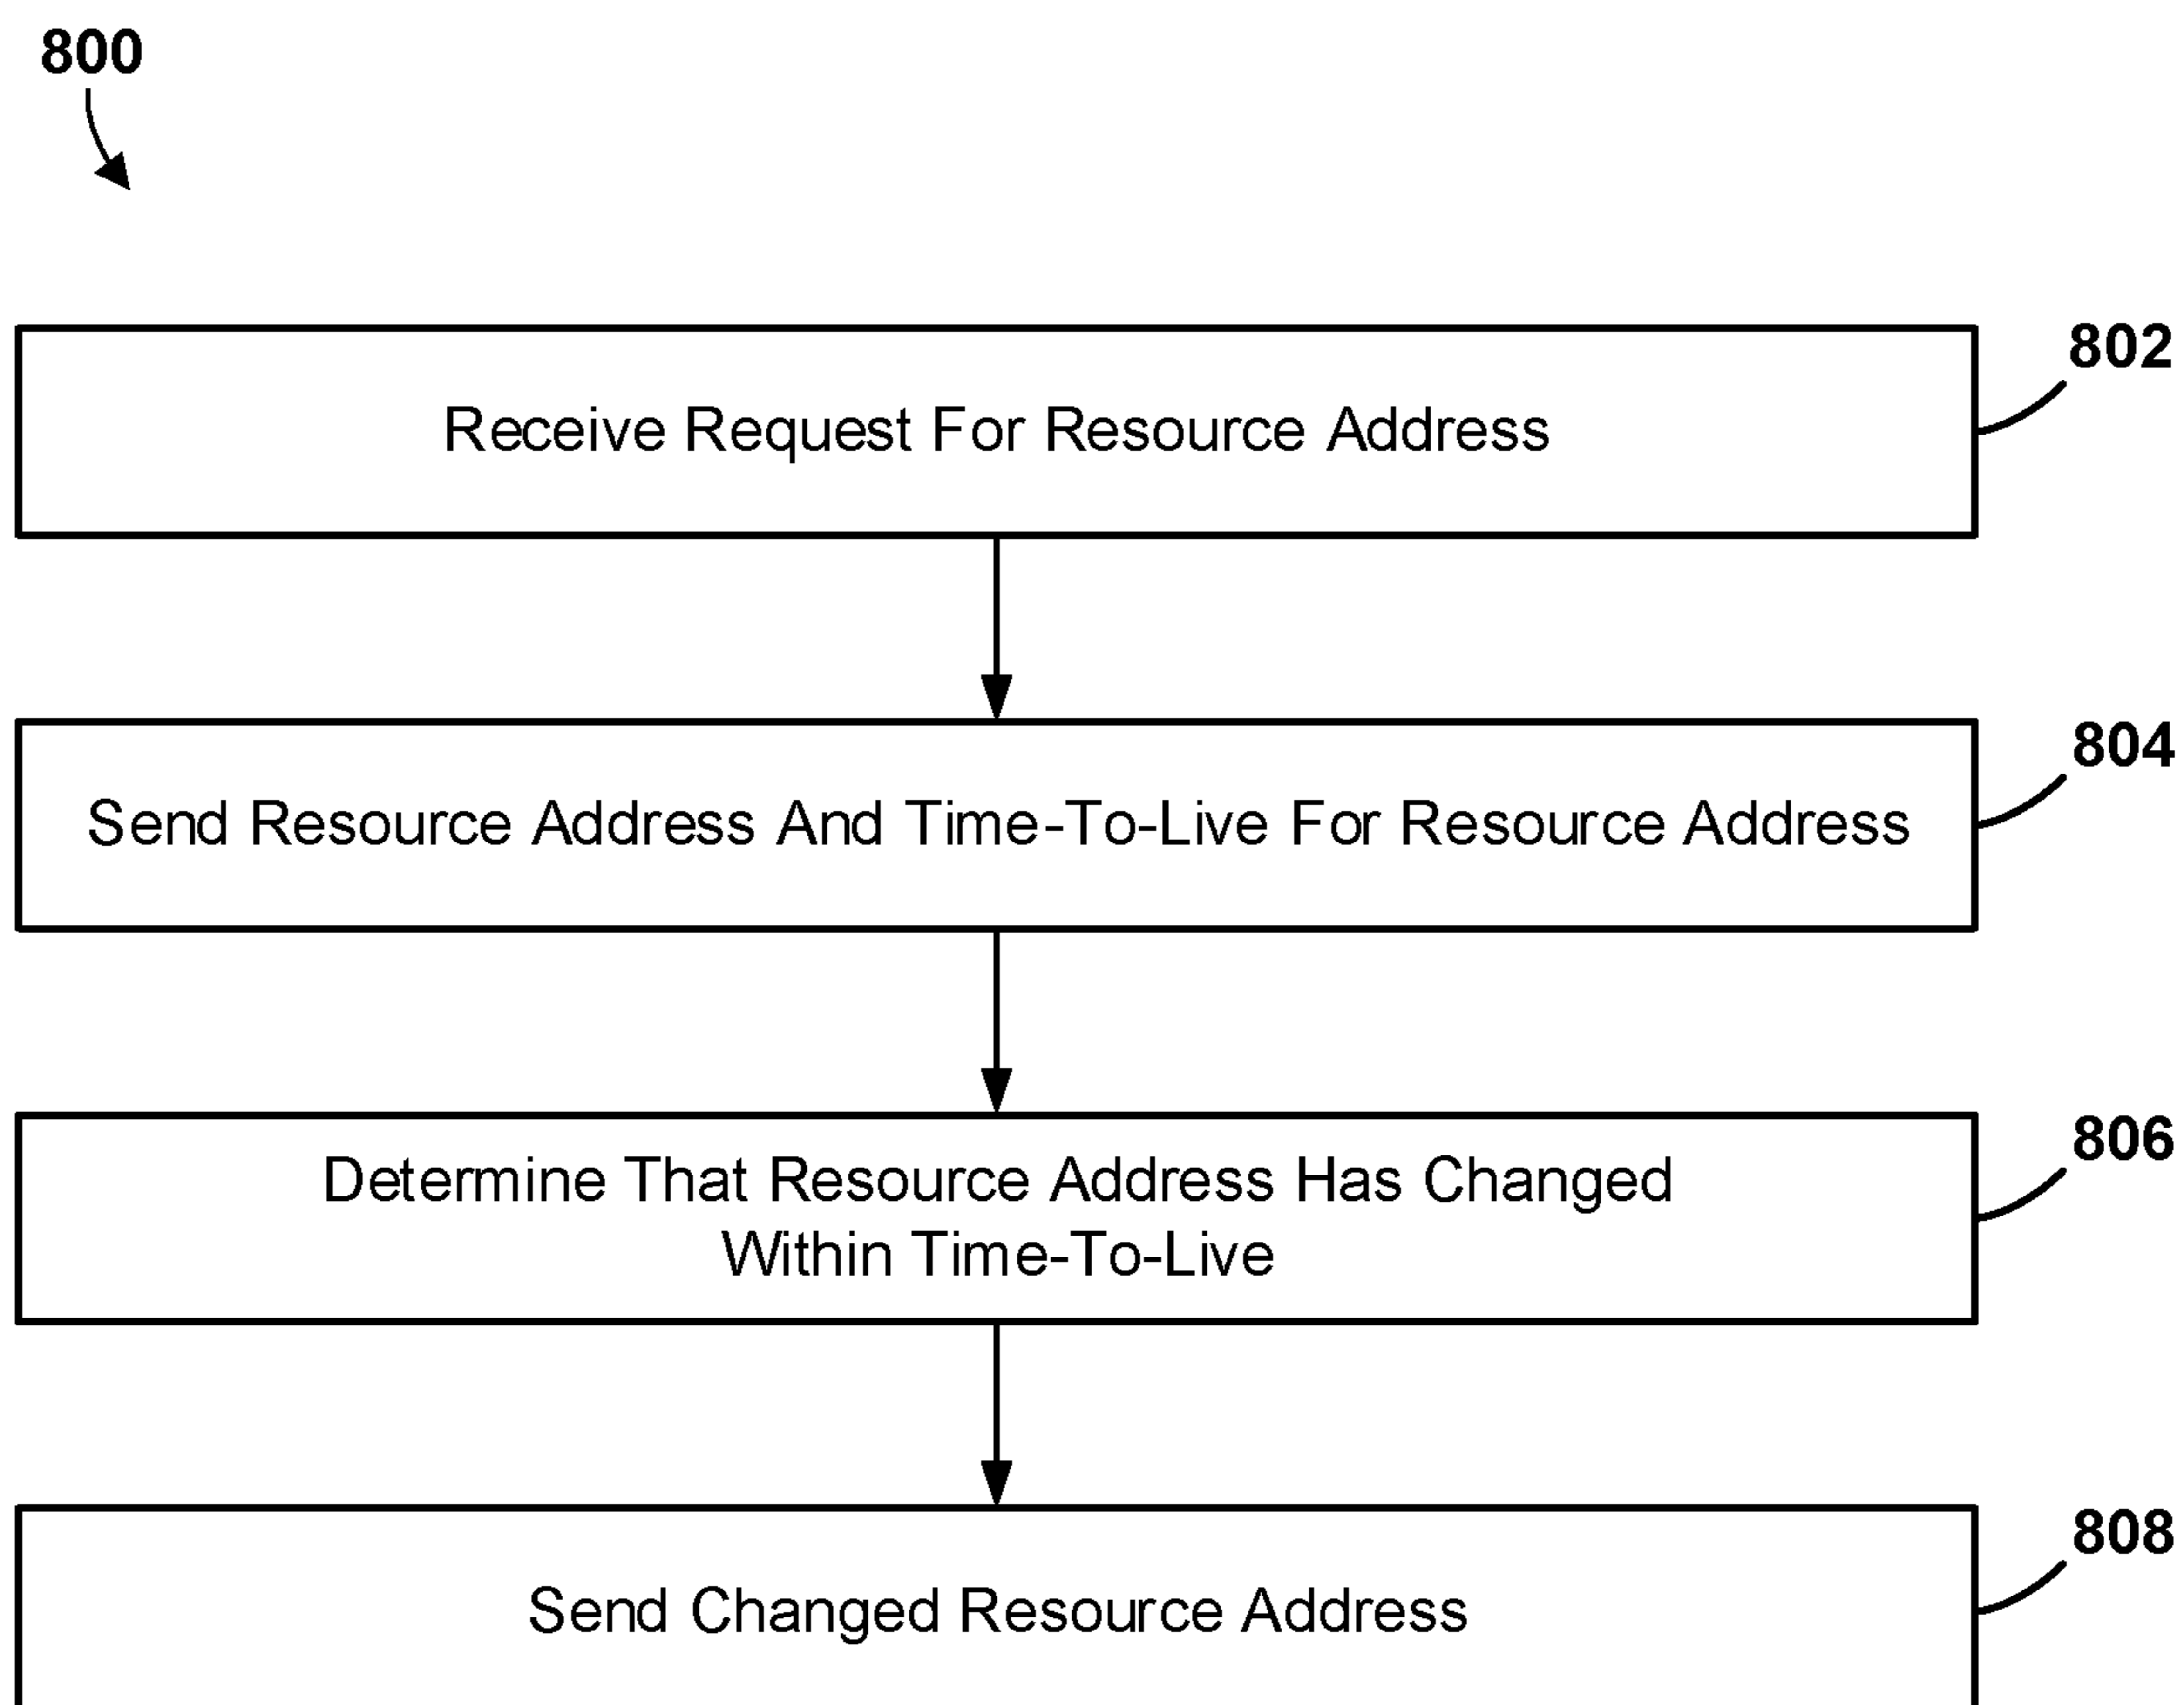 800
802
Receive Request For Resource Address
804
Send Resource Address And Time-To-Live For Resource Address
806
Determine That Resource Address Has Changed
Within Time-To-Live
808
Send Changed Resource Address